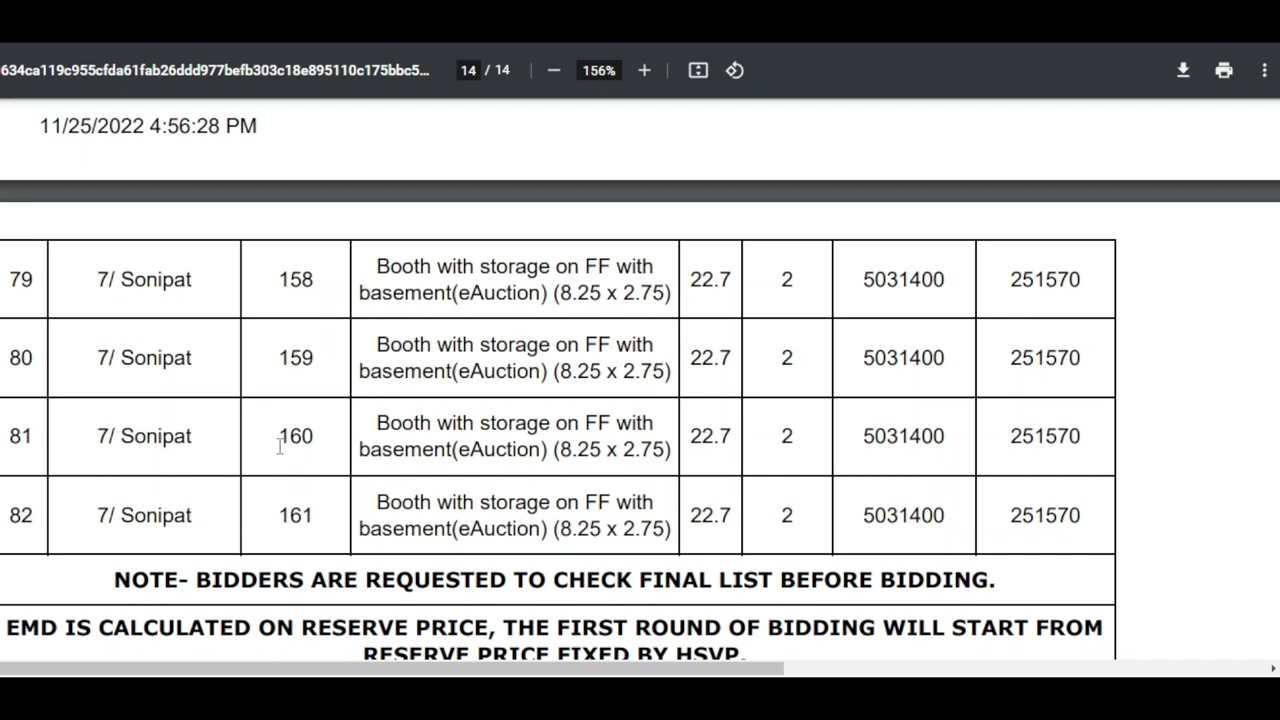 634ca119c955cfda61fab26ddd977befb303c18e895110c175bbc5... 14 / 14 156%
11/25/2022 4:56:28 PM
79 7/ Sonipat 158 Booth with storage on FF with basement(eAuction) (8.25 x 2.75) 22.7 2 5031400 251570
80 7/ Sonipat 159 Booth with storage on FF with basement(eAuction) (8.25 x 2.75) 22.7 2 5031400 251570
81 7/ Sonipat 160 Booth with storage on FF with basement(eAuction) (8.25 x 2.75) 22.7 2 5031400 251570
82 7/ Sonipat 161 Booth with storage on FF with basement(eAuction) (8.25 x 2.75) 22.7 2 5031400 251570
NOTE- BIDDERS ARE REQUESTED TO CHECK FINAL LIST BEFORE BIDDING.
EMD IS CALCULATED ON RESERVE PRICE, THE FIRST ROUND OF BIDDING WILL START FROM
RESERVE PRICE FIXED BY HSVP.